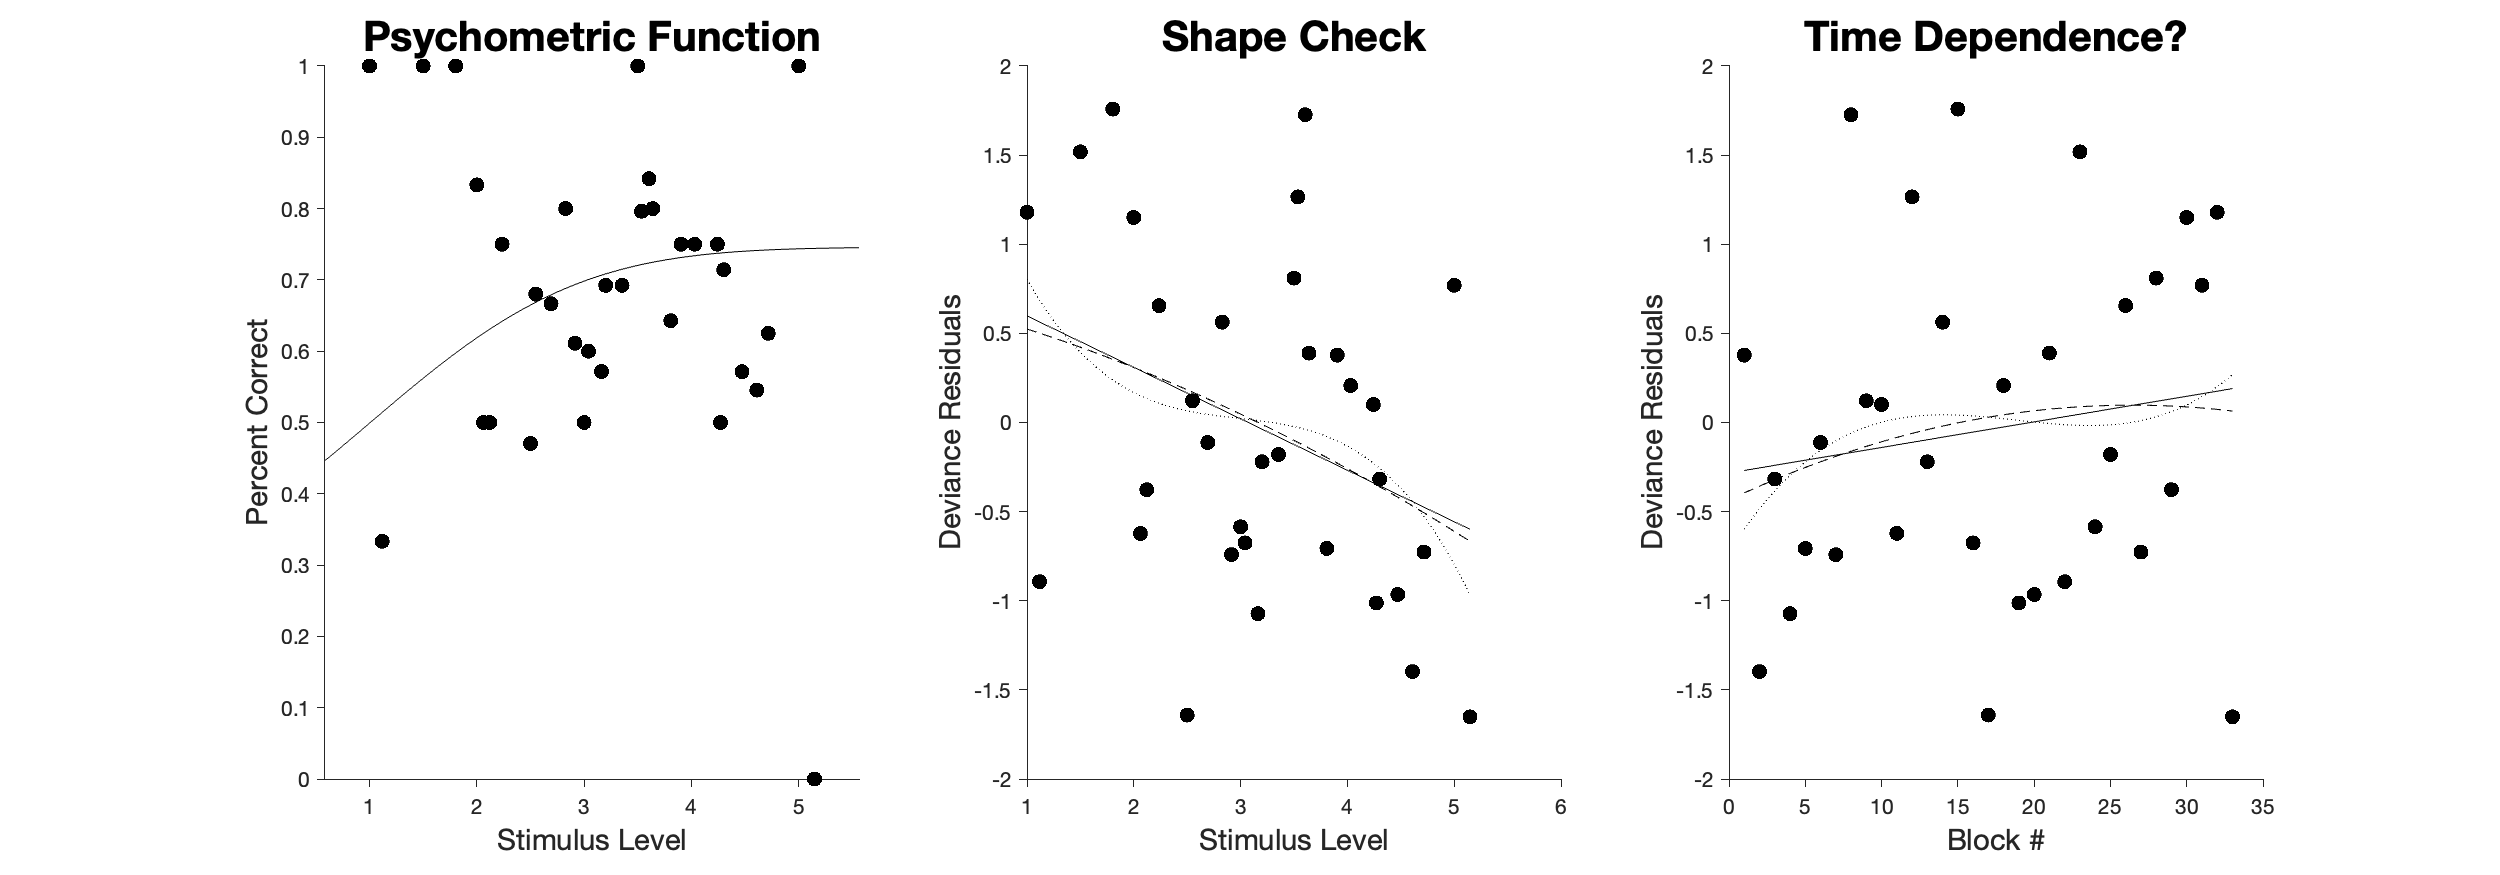 Psychometric Function
Shape Check
Time Dependence?
1
0.9
0.8
0.7
0.6
0.5
0.4
0.3
0.2
0.1
0
Percent Correct
1 2 3 4 5
Stimulus Level
2
1.5
1
0.5
0
-0.5
-1
-1.5
-2
Deviance Residuals
1 2 3 4 5 6
Stimulus Level
2
1.5
1
0.5
0
-0.5
-1
-1.5
-2
Deviance Residuals
0 5 10 15 20 25 30 35
Block #